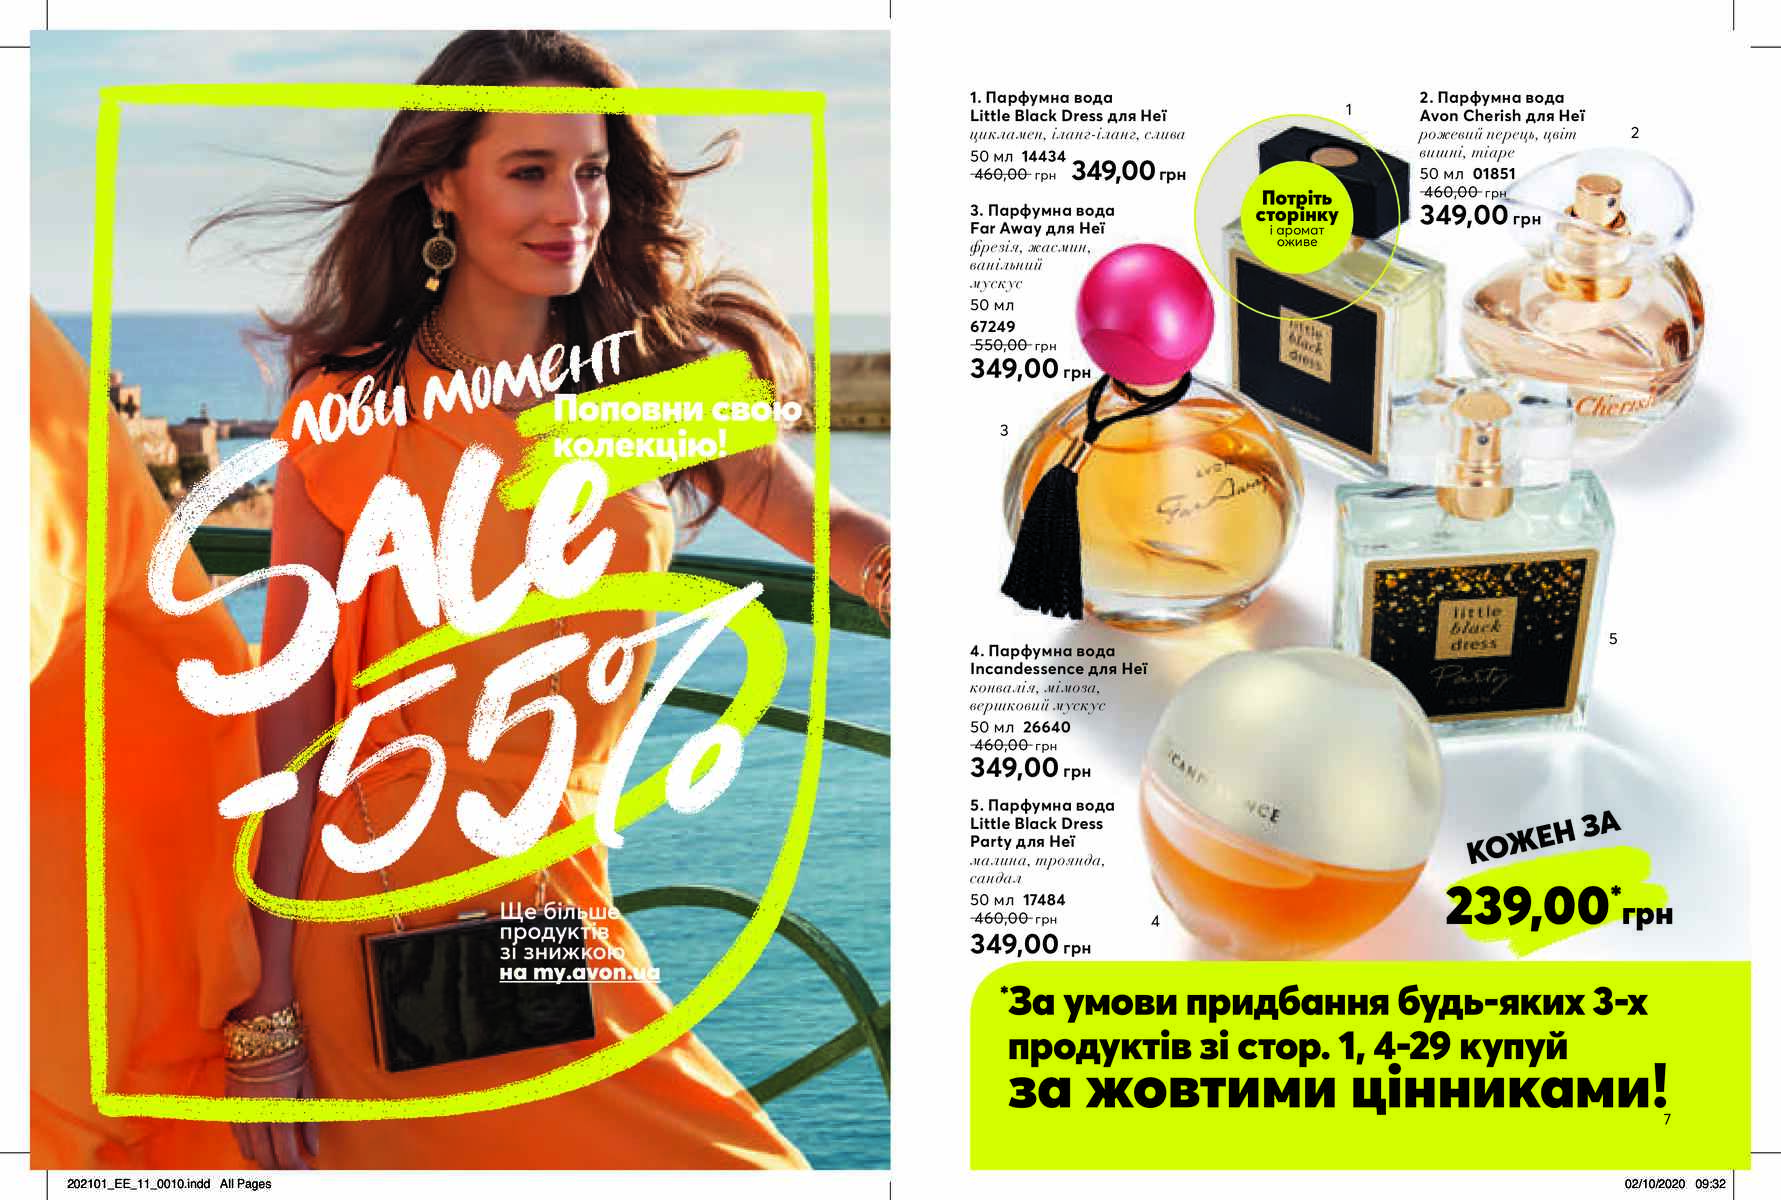 лови момент
Поповни свою
колекцію!
SALE
-55%
Ще більше
продуктів
зі знижкою
на my.avon.ua
1. Парфумна вода
Little Black Dress для Неї
цикламен, іланг-іланг, слива
50 мл 14434
460,00 грн 349,00 грн
3. Парфумна вода
Far Away для Неї
фрезія, жасмин,
ванільний
мускус
50 мл
67249
550,00 грн
349,00 грн
3
1
Потріть
сторінку
і аромат
оживе
2. Парфумна вода
Avon Cherish для Неї
рожевий перець, цвіт
вишні, тіаре
50 мл 01851
460,00 грн
349,00 грн
2
little
black
dress
AVON
Cherish
AVON
Far Away
little
black
dress
Party
AVON
5
4. Парфумна вода
Incandessence для Неї
конвалія, мімоза,
вершковий мускус
50 мл 26640
460,00 грн
349,00 грн
5. Парфумна вода
Little Black Dress
Party для Неї
малина, троянда,
сандал
50 мл 17484
460,00 грн
349,00 грн
4
КОЖЕН ЗА
239,00* грн
*За умови придбання будь-яких 3-х
продуктів зі стор. 1, 4-29 купуй
за жовтими цінниками!
7
202101_EE_11_0010.indd All Pages
02/10/2020 09:32